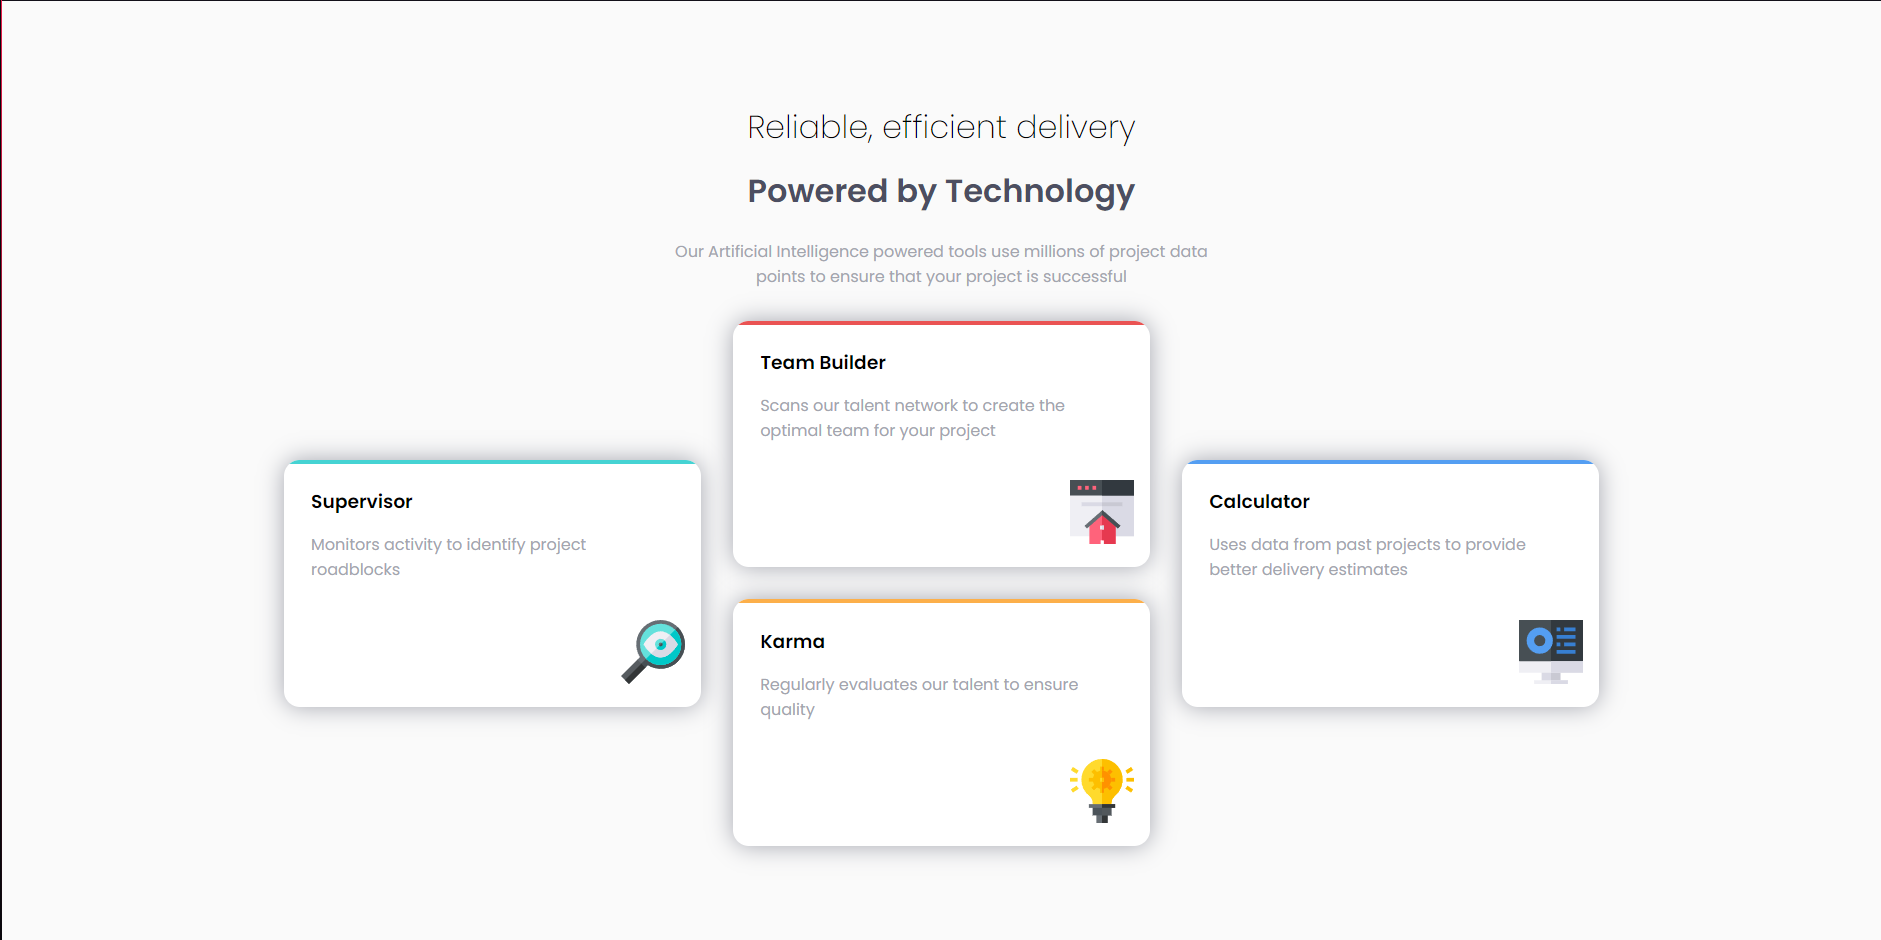 Reliable, efficient delivery
Powered by Technology
Our Artificial Intelligence powered tools use millions of project data
points to ensure that your project is successful
Team Builder
Scans our talent network to create the
optimal team for your project
Supervisor
Monitors activity to identify project
roadblocks
Calculator
Uses data from past projects to provide
better delivery estimates
Karma
Regularly evaluates our talent to ensure
quality